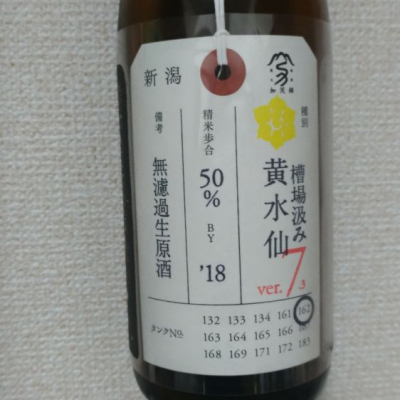 加茂錦
種別
槽場汲み
黄水仙
ver.7.3
精米歩合
50%
BY
'18
新潟
備考
無濾過生原酒
タンクNo.
132 133 134 161 162
163 164 165 166
168 169 171 172 183